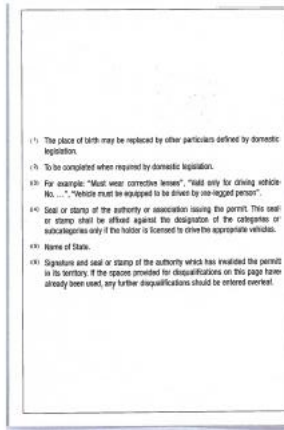 (1) The place of birth may be replaced by other particulars defined by domestic
legislation.
(2) To be completed when required by domestic legislation.
(3) For example: "Must wear corrective lenses", "Valid only for driving vehicle
No. ....", "Vehicle must be equipped to be driven by one-legged person".
(4) Seal or stamp of the authority or association issuing the permit. This seal
or stamp shall be affixed against the designation of the categories or
subcategories only if the holder is licensed to drive the appropriate vehicles.
(5) Name of State.
(6) Signature and seal or stamp of the authority which has invalided the permit
in its territory. If the spaces provided for disqualifications on this page have
already been used, any further disqualifications should be entered overleaf.